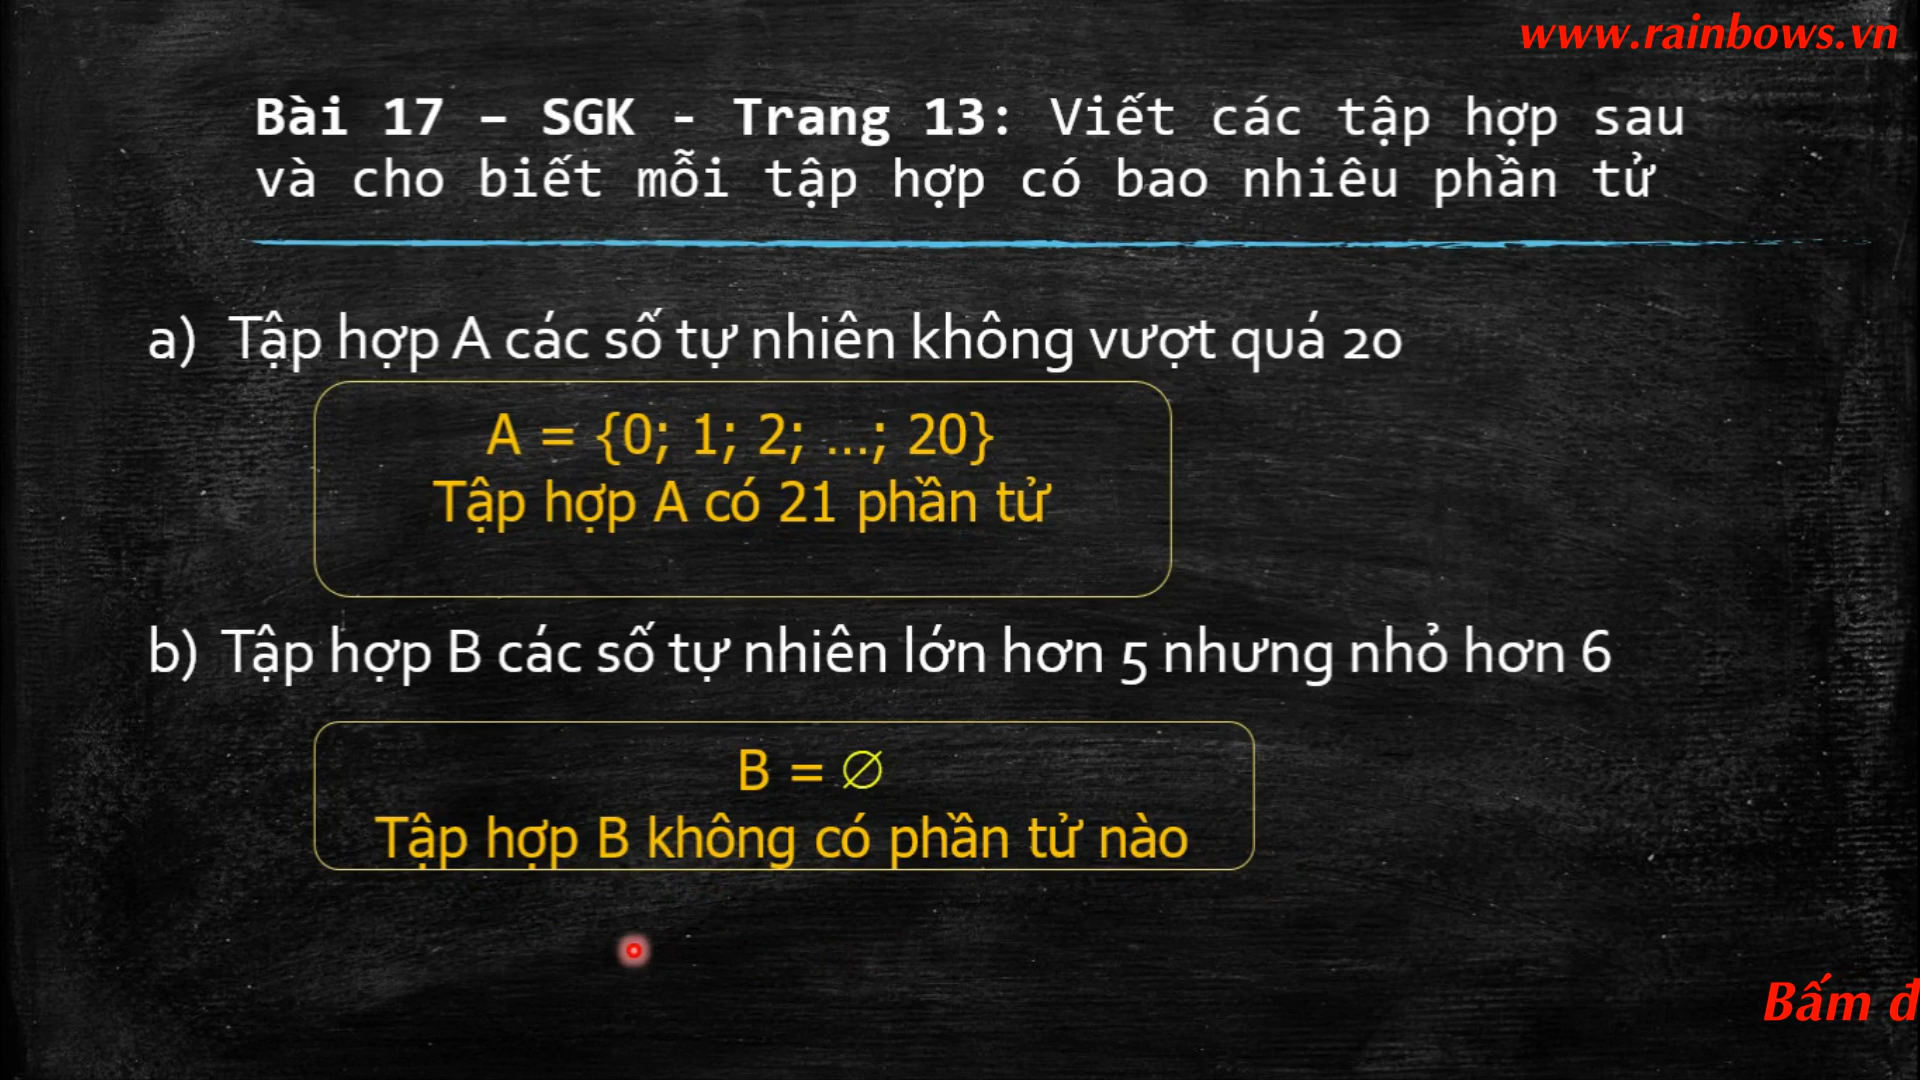 www.rainbows.vn
Bài 17 – SGK - Trang 13: Viết các tập hợp sau
và cho biết mỗi tập hợp có bao nhiêu phần tử
a) Tập hợp A các số tự nhiên không vượt quá 20
A = {0; 1; 2; ...; 20}
Tập hợp A có 21 phần tử
b) Tập hợp B các số tự nhiên lớn hơn 5 nhưng nhỏ hơn 6
B = ∅
Tập hợp B không có phần tử nào
Bấm đ